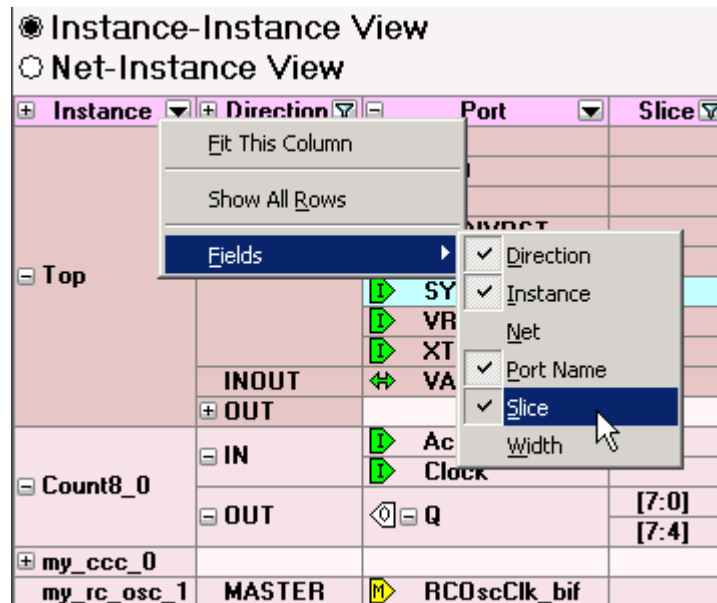 Instance-Instance View
Net-Instance View
Instance Direction Port Slice
Fit This Column
Show All Rows
Fields
Direction
Top
SY
Instance
VR
Net
XT
Port Name
INOUT VA
Slice
OUT
Width
IN Ac
Clock
Count8_0
OUT Q [7:0]
[7:4]
my_ccc_0
my_rc_osc_1 MASTER M RCOscClk_bif